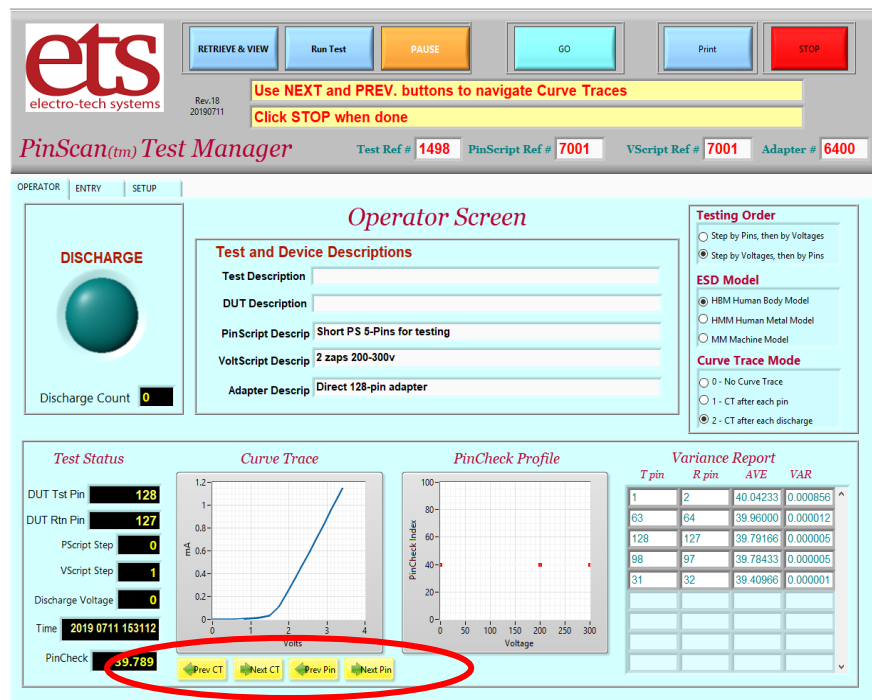 ets
electro-tech systems
RETRIEVE & VIEW
Run Test
PAUSE
GO
Print
STOP
Rev.18
20190711
Use NEXT and PREV. buttons to navigate Curve Traces
Click STOP when done
PinScan(tm) Test Manager
Test Ref # 1498 PinScript Ref # 7001 VScript Ref # 7001 Adapter # 6400
OPERATOR ENTRY SETUP
DISCHARGE
Discharge Count 0
Operator Screen
Test and Device Descriptions
Test Description
DUT Description
PinScript Descrip Short PS 5-Pins for testing
VoltScript Descrip 2 zaps 200-300v
Adapter Descrip Direct 128-pin adapter
Testing Order
Step by Pins, then by Voltages
Step by Voltages, then by Pins
ESD Model
HBM Human Body Model
HMM Human Metal Model
MM Machine Model
Curve Trace Mode
0 - No Curve Trace
1 - CT after each pin
2 - CT after each discharge
Test Status
DUT Tst Pin 128
DUT Rtn Pin 127
PScript Step 0
VScript Step 1
Discharge Voltage 0
Time 2019 0711 153112
PinCheck 39.789
Curve Trace
1.2
1
0.8
0.6
0.4
0.2
0
mA
0 1 2 3 4
Volts
Prev CT Next CT Prev Pin Next Pin
PinCheck Profile
100
80
60
40
20
0
PinCheck Index
0 50 100 150 200 250 300
Voltage
Variance Report
T pin R pin AVE VAR
1 2 40.04233 0.000856
63 64 39.96000 0.000012
128 127 39.79166 0.000005
98 97 39.78433 0.000005
31 32 39.40966 0.000001